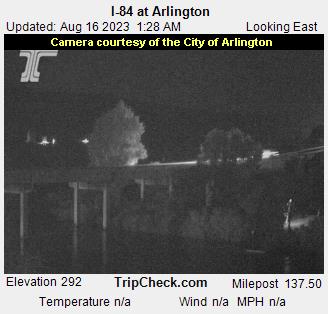 I-84 at Arlington
Updated: Aug 16 2023 1:28 AM Looking East
Camera courtesy of the City of Arlington
Elevation 292 TripCheck.com Milepost 137.50
Temperature n/a Wind n/a MPH n/a